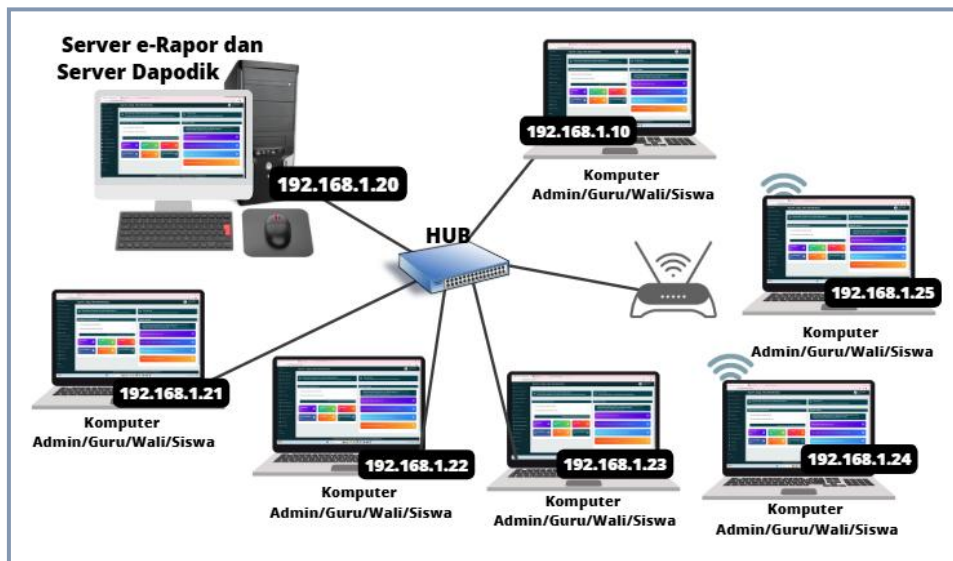 Server e-Rapor dan
Server Dapodik
192.168.1.20
192.168.1.10
Komputer
Admin/Guru/Wali/Siswa
HUB
192.168.1.25
Komputer
Admin/Guru/Wali/Siswa
192.168.1.21
Komputer
Admin/Guru/Wali/Siswa
192.168.1.22
Komputer
Admin/Guru/Wali/Siswa
192.168.1.23
Komputer
Admin/Guru/Wali/Siswa
192.168.1.24
Komputer
Admin/Guru/Wali/Siswa